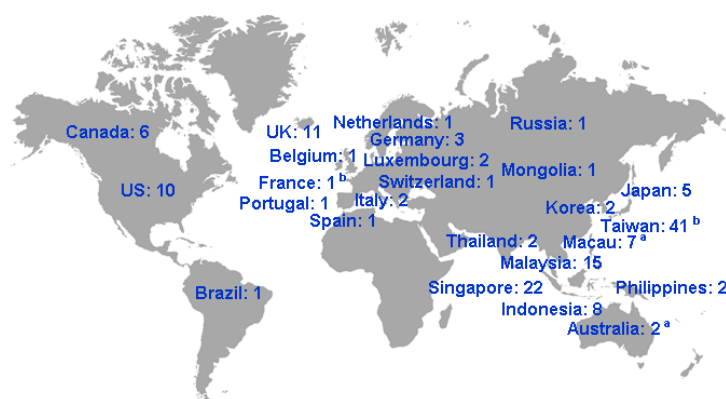 Canada: 6
US: 10
Brazil: 1
UK: 11
Netherlands: 1
Germany: 3
Belgium: 1
Luxembourg: 2
France: 1 b
Switzerland: 1
Portugal: 1
Italy: 2
Spain: 1
Russia: 1
Mongolia: 1
Japan: 5
Korea: 2
Taiwan: 41 b
Thailand: 2
Macau: 7 a
Malaysia: 15
Singapore: 22
Philippines: 2
Indonesia: 8
Australia: 2 a